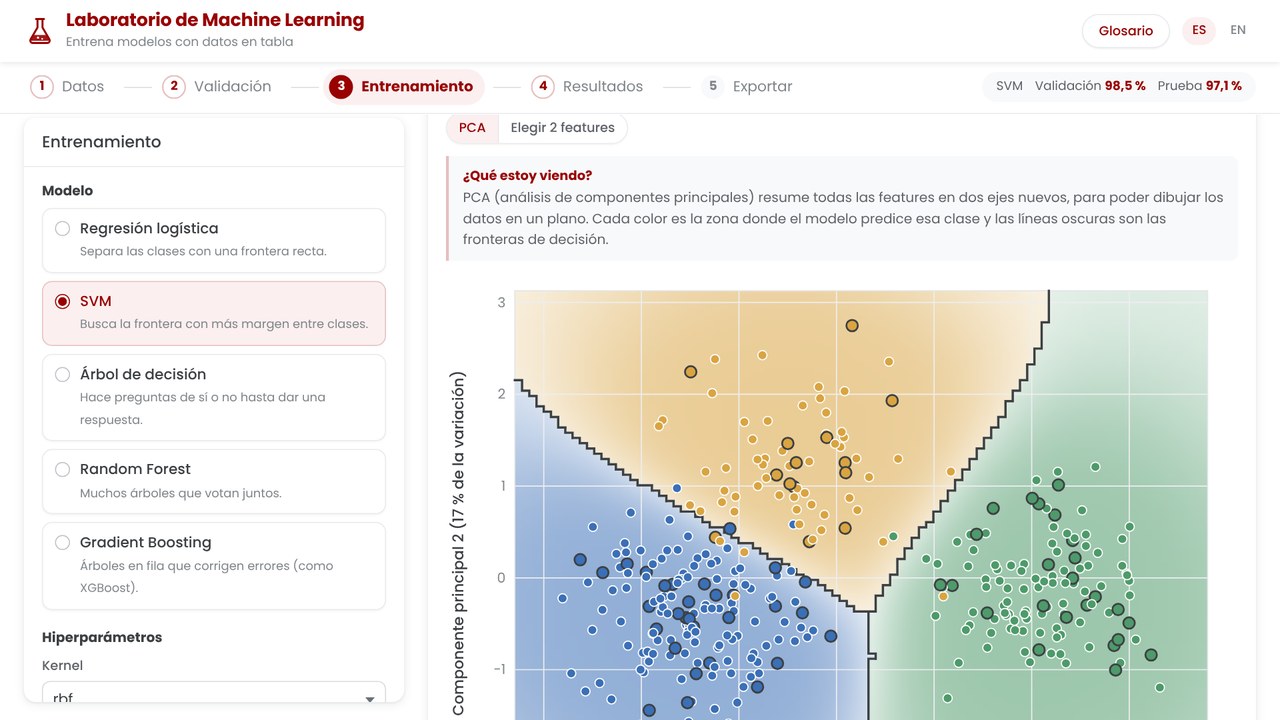 Laboratorio de Machine Learning
Entrena modelos con datos en tabla
Glosario
ES
EN
1 Datos
2 Validación
3 Entrenamiento
4 Resultados
5 Exportar
SVM Validación 98,5 % Prueba 97,1 %
Entrenamiento
Modelo
Regresión logística
Separa las clases con una frontera recta.
SVM
Busca la frontera con más margen entre clases.
Árbol de decisión
Hace preguntas de sí o no hasta dar una
respuesta.
Random Forest
Muchos árboles que votan juntos.
Gradient Boosting
Árboles en fila que corrigen errores (como
XGBoost).
Hiperparámetros
Kernel
rbf
PCA
Elegir 2 features
¿Qué estoy viendo?
PCA (análisis de componentes principales) resume todas las features en dos ejes nuevos, para poder dibujar los
datos en un plano. Cada color es la zona donde el modelo predice esa clase y las líneas oscuras son las
fronteras de decisión.
Componente principal 2 (17 % de la variación)
3
2
1
0
−1